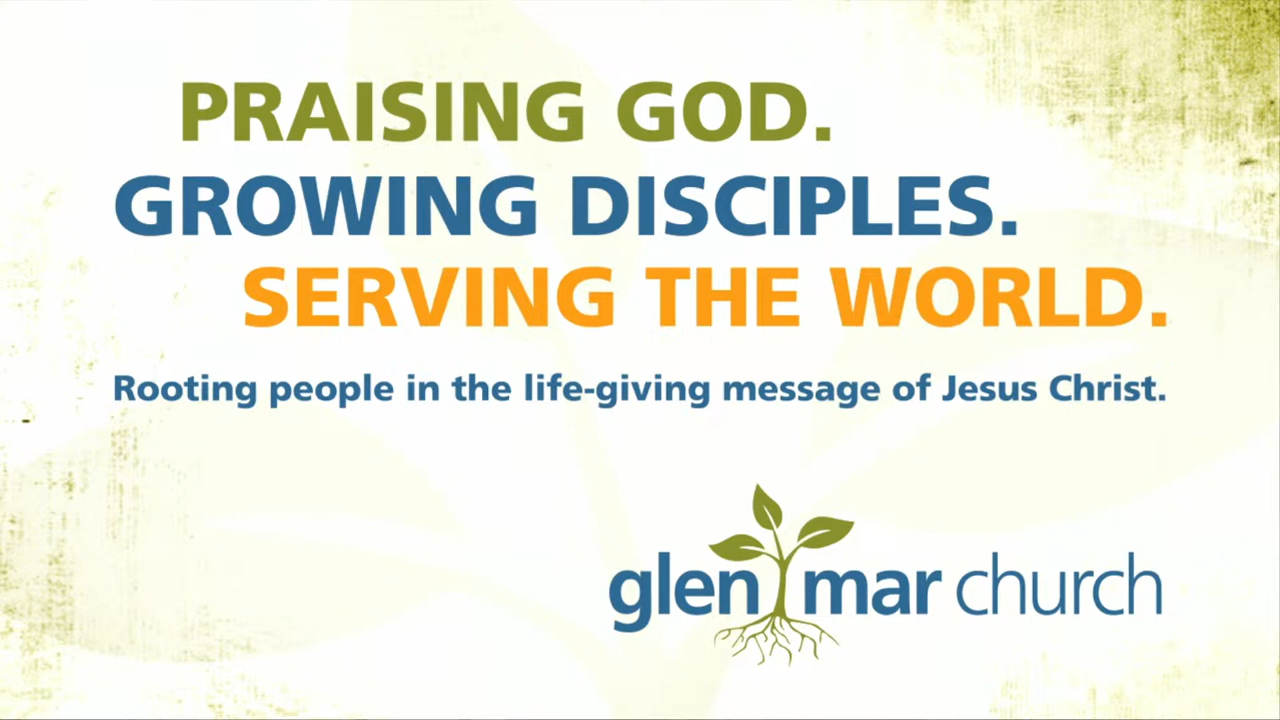 PRAISING GOD.
GROWING DISCIPLES.
SERVING THE WORLD.
Rooting people in the life-giving message of Jesus Christ.
glen mar church